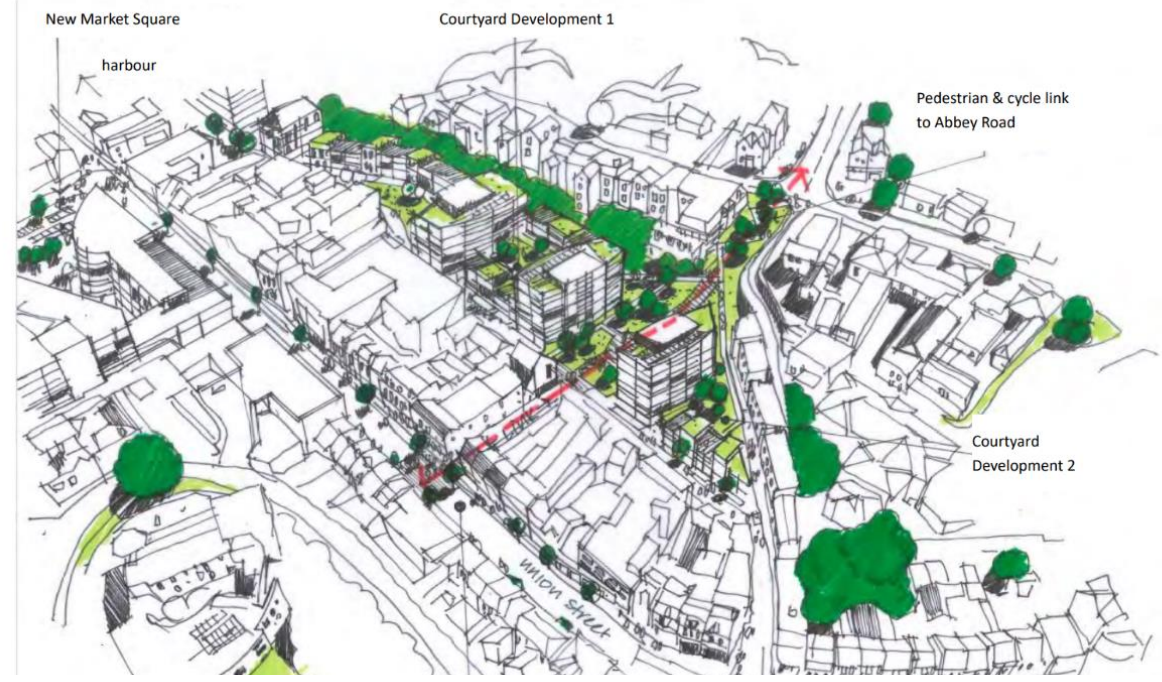 New Market Square
Courtyard Development 1
harbour
Pedestrian & cycle link
to Abbey Road
Courtyard
Development 2
UNION STREET